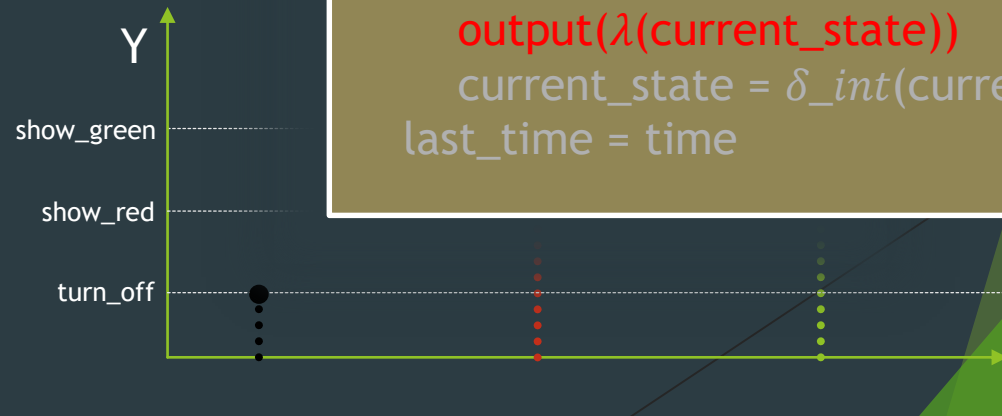 output(λ(current_state))
current_state = δ_int(curre
last_time = time
Y
show_green
show_red
turn_off